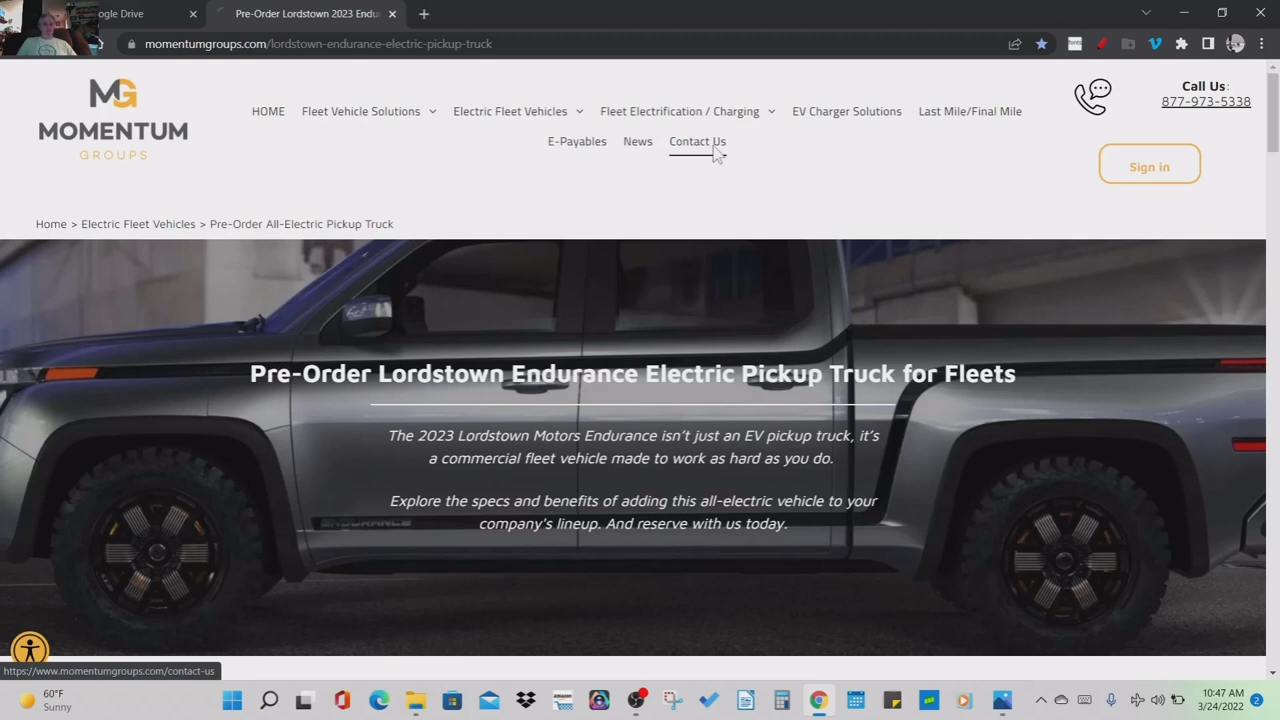 ogle Drive
Pre-Order Lordstown 2023 Endu
momentumgroups.com/lordstown-endurance-electric-pickup-truck
MG
MOMENTUM
GROUPS
HOME Fleet Vehicle Solutions Electric Fleet Vehicles Fleet Electrification / Charging EV Charger Solutions Last Mile/Final Mile
E-Payables News Contact Us
Call Us:
877-973-5338
Sign in
Home > Electric Fleet Vehicles > Pre-Order All-Electric Pickup Truck
Pre-Order Lordstown Endurance Electric Pickup Truck for Fleets
The 2023 Lordstown Motors Endurance isn't just an EV pickup truck, it's
a commercial fleet vehicle made to work as hard as you do.
Explore the specs and benefits of adding this all-electric vehicle to your
company's lineup. And reserve with us today.
ENDURANCE
https://www.momentumgroups.com/contact-us
60°F
Sunny
10:47 AM
3/24/2022
2